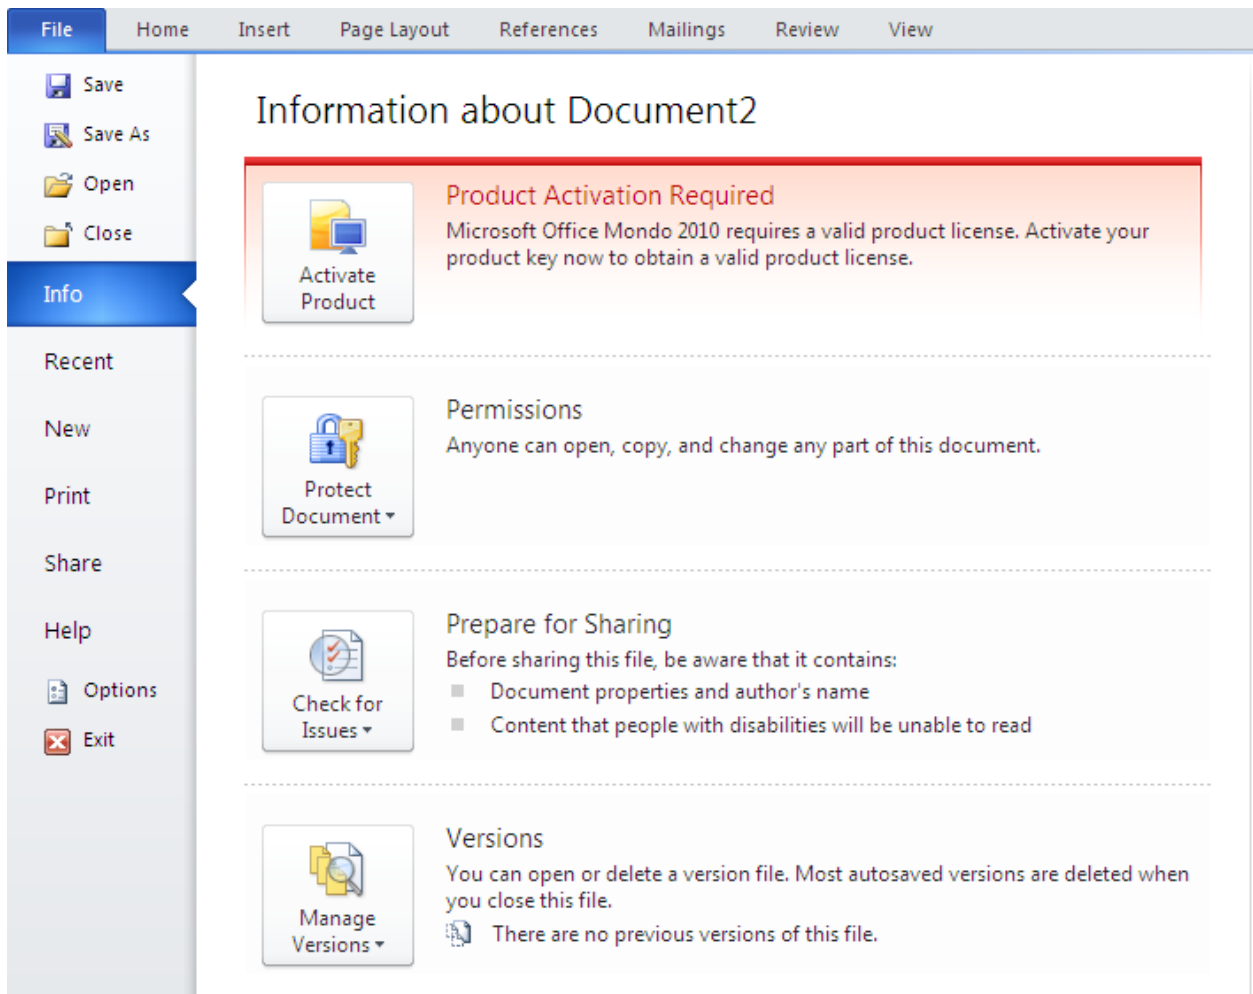 File Home Insert Page Layout References Mailings Review View
Save
Save As
Open
Close
Info
Recent
New
Print
Share
Help
Options
Exit
Information about Document2
Activate
Product
Product Activation Required
Microsoft Office Mondo 2010 requires a valid product license. Activate your
product key now to obtain a valid product license.
Protect
Document
Permissions
Anyone can open, copy, and change any part of this document.
Check for
Issues
Prepare for Sharing
Before sharing this file, be aware that it contains:
Document properties and author's name
Content that people with disabilities will be unable to read
Manage
Versions
Versions
You can open or delete a version file. Most autosaved versions are deleted when
you close this file.
There are no previous versions of this file.